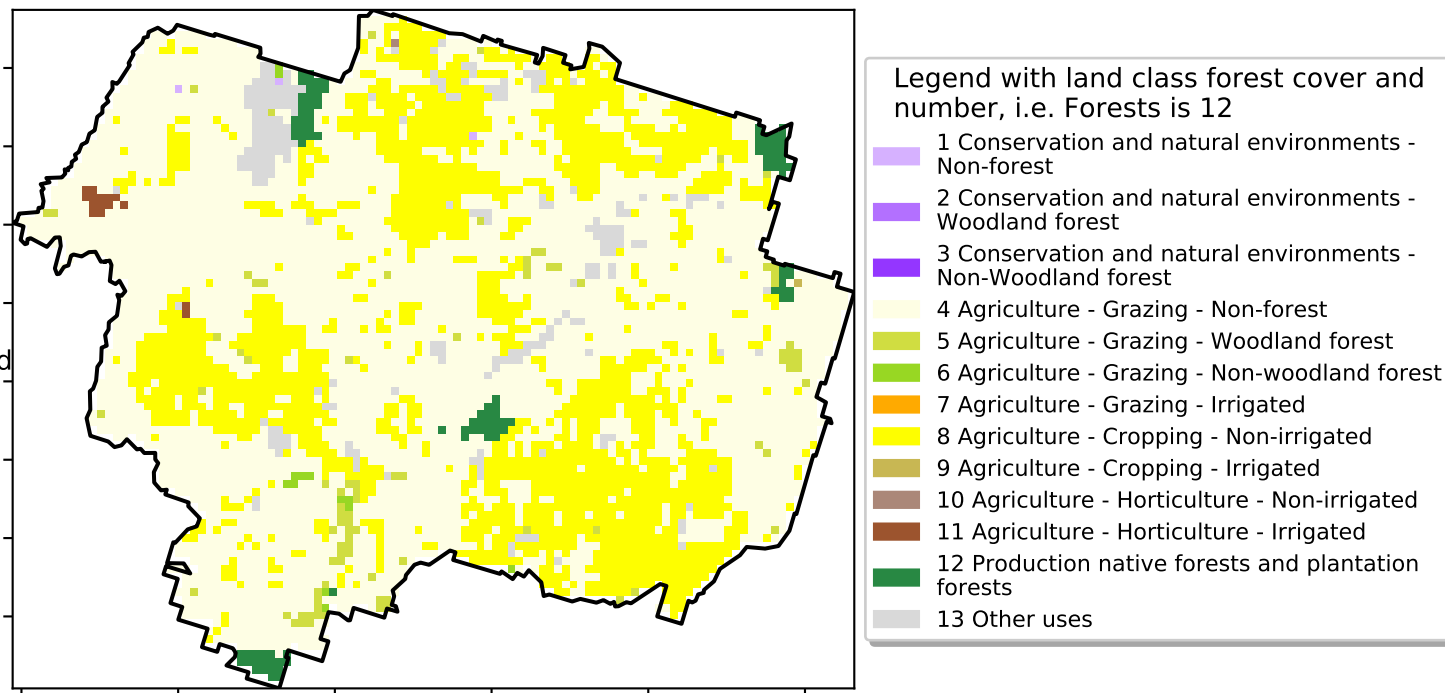 d
Legend with land class forest cover and
number, i.e. Forests is 12
1 Conservation and natural environments -
Non-forest
2 Conservation and natural environments -
Woodland forest
3 Conservation and natural environments -
Non-Woodland forest
4 Agriculture - Grazing - Non-forest
5 Agriculture - Grazing - Woodland forest
6 Agriculture - Grazing - Non-woodland forest
7 Agriculture - Grazing - Irrigated
8 Agriculture - Cropping - Non-irrigated
9 Agriculture - Cropping - Irrigated
10 Agriculture - Horticulture - Non-irrigated
11 Agriculture - Horticulture - Irrigated
12 Production native forests and plantation
forests
13 Other uses